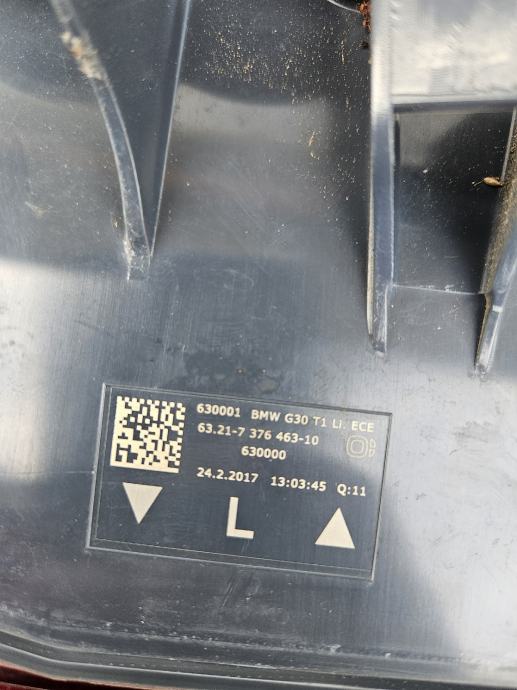 630001 BMW G30 T1 Li. ECE
63.21-7 376 463-10
630000
24.2.2017 13:03:45 Q:11
L